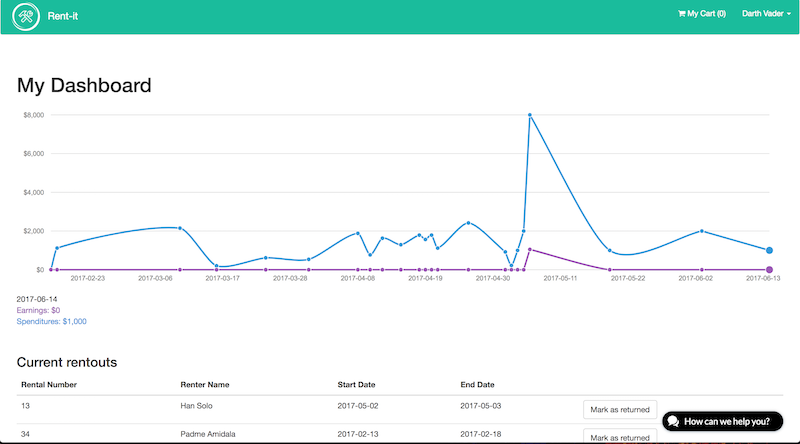 Rent-it
My Cart (0) Darth Vader
My Dashboard
$8,000
$6,000
$4,000
$2,000
$0
2017-02-23 2017-03-06 2017-03-17 2017-03-28 2017-04-08 2017-04-19 2017-04-30 2017-05-11 2017-05-22 2017-06-02 2017-06-13
2017-06-14
Earnings: $0
Spenditures: $1,000
Current rentouts
Rental Number Renter Name Start Date End Date
13 Han Solo 2017-05-02 2017-05-03 Mark as returned
34 Padme Amidala 2017-02-13 2017-02-18 Mark as returned
How can we help you?